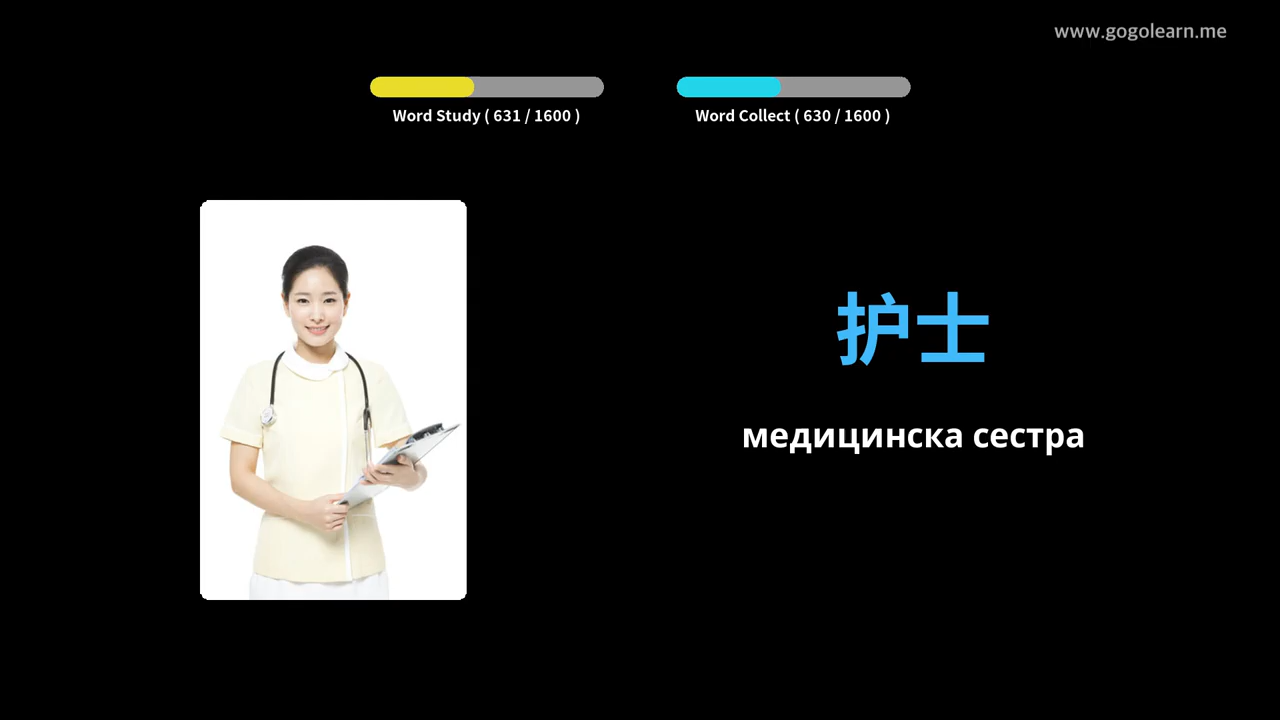 www.gogolearn.me
Word Study ( 631 / 1600 )
Word Collect ( 630 / 1600 )
护士
медицинска сестра